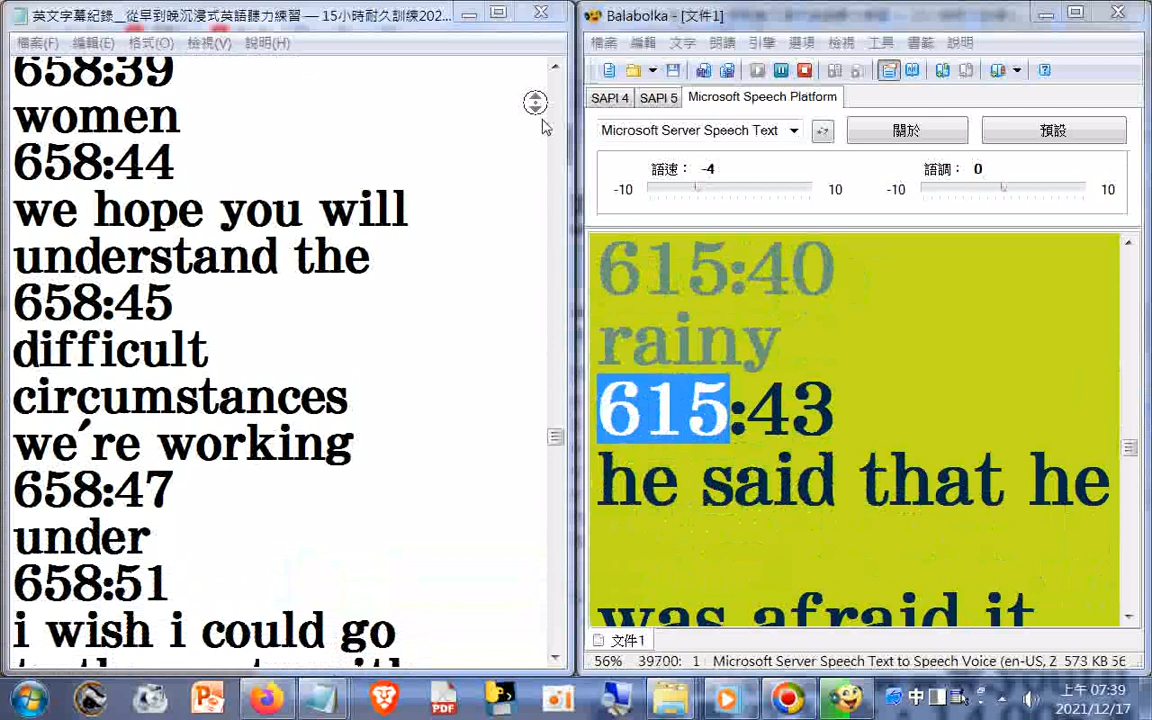 英文字幕紀錄__從早到晚沉浸式英語聽力練習 — 15小時耐久訓練202...
檔案(F) 編輯(E) 格式(O) 檢視(V) 說明(H)
658:39
women
658:44
we hope you will
understand the
658:45
difficult
circumstances
we´re working
658:47
under
658:51
i wish i could go
Balabolka - [文件1]
檔案 編輯 文字 朗讀 引擎 選項 檢視 工具 書籤 說明
SAPI 4 SAPI 5 Microsoft Speech Platform
Microsoft Server Speech Text 關於 預設
語速： -4 語調： 0
-10 10 -10 10
615:40
rainy
615:43
he said that he
was afraid it
文件1
56% 39700: 1 Microsoft Server Speech Text to Speech Voice (en-US, 2 573 KB 56
中
上午 07:39
2021/12/17